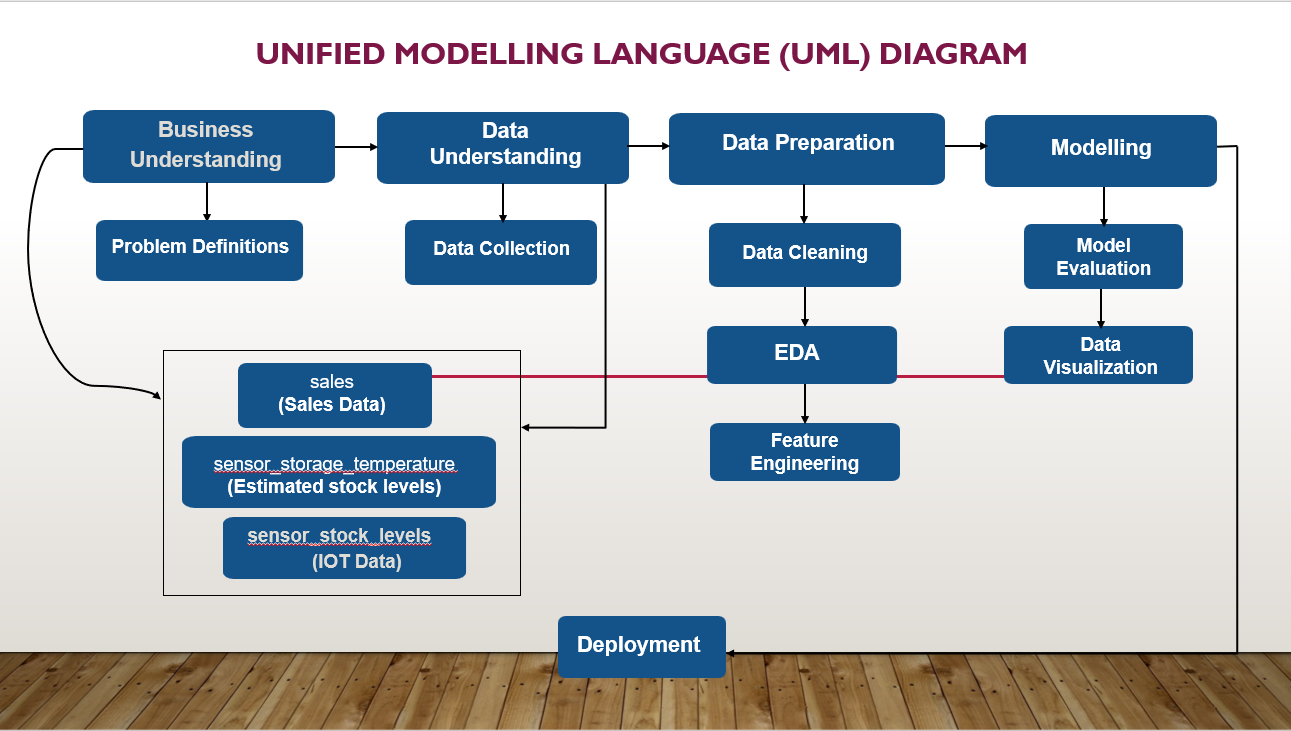 UNIFIED MODELLING LANGUAGE (UML) DIAGRAM
Business
Understanding
Data
Understanding
Data Preparation
Modelling
Problem Definitions
Data Collection
Data Cleaning
Model
Evaluation
EDA
Data
Visualization
sales
(Sales Data)
Feature
Engineering
sensor_storage_temperature
(Estimated stock levels)
sensor_stock_levels
(IOT Data)
Deployment